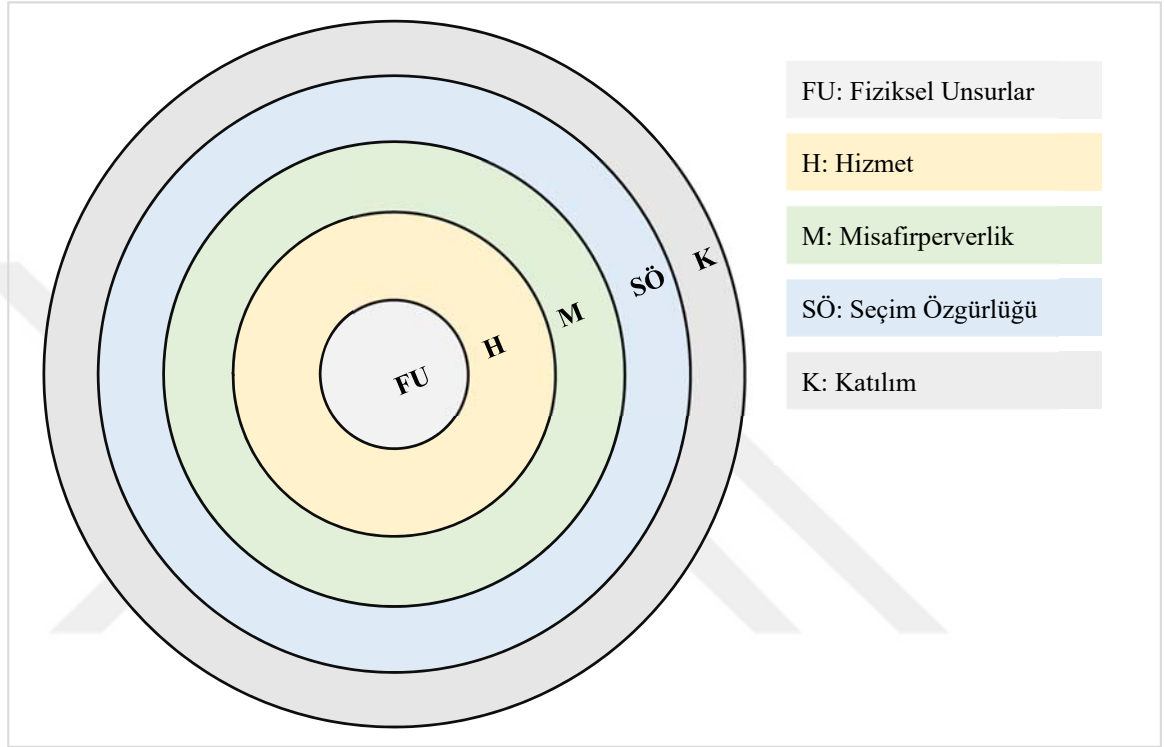 FU
H
M
SÖ
K
FU: Fiziksel Unsurlar
H: Hizmet
M: Misafirperverlik
SÖ: Seçim Özgürlüğü
K: Katılım